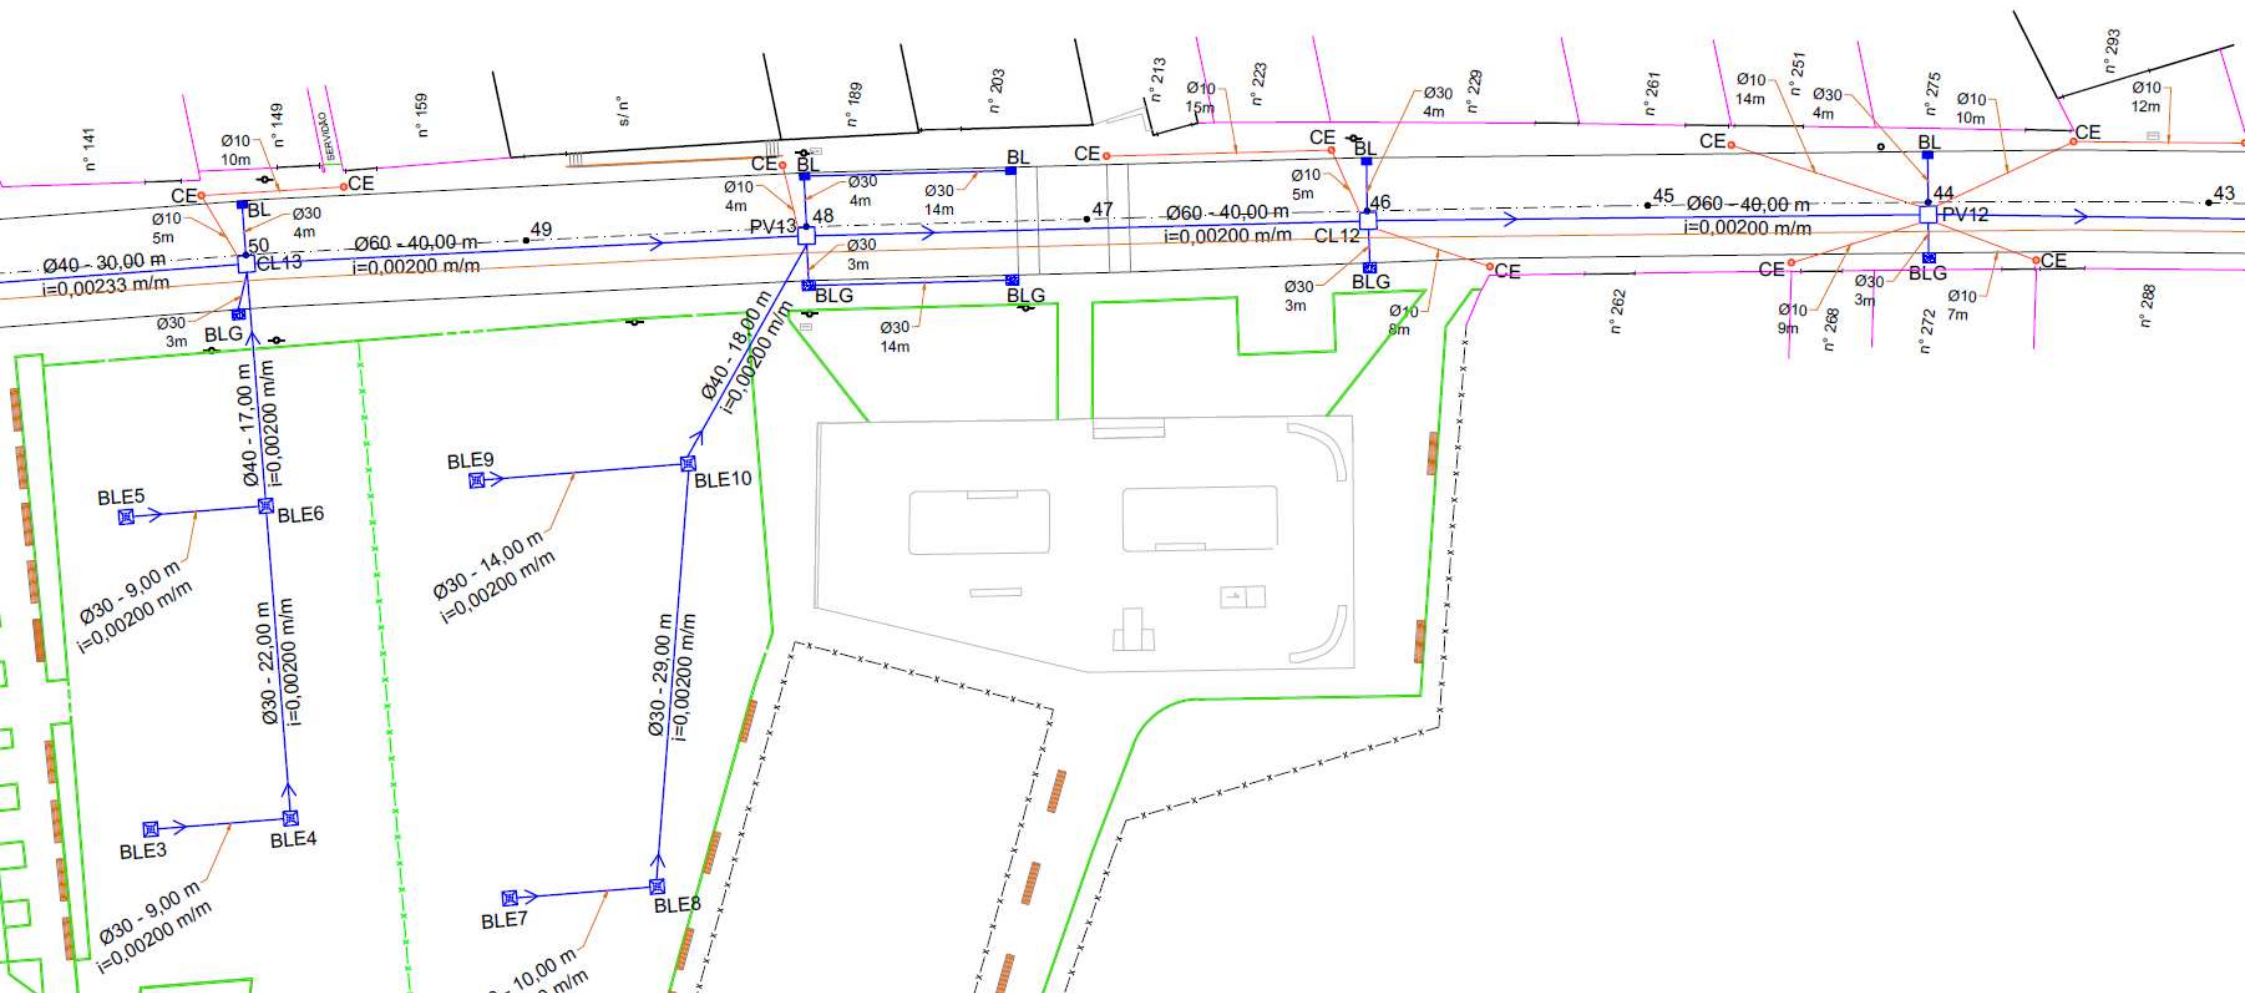 n° 141
n° 149
SERVIDÃO
n° 159
s/ n°
n° 189
n° 203
n° 213
n° 223
n° 229
n° 261
n° 251
n° 275
n° 293
Ø10
10m
CE
CE
Ø10
5m
BL
Ø30
4m
50
CL13
Ø40 - 30,00 m
i=0,00233 m/m
Ø60 - 40,00 m
i=0,00200 m/m
49
Ø30
3m
BLG
CE
BL
Ø10
4m
Ø30
4m
Ø30
14m
BL
PV13
48
Ø30
3m
BLG
BLG
Ø30
14m
47
CE
Ø10
15m
CE
BL
Ø30
4m
Ø10
5m
46
Ø60 - 40,00 m
i=0,00200 m/m
CL12
Ø30
3m
BLG
Ø10
8m
CE
45
Ø60 - 40,00 m
i=0,00200 m/m
CE
Ø10
14m
Ø30
4m
BL
Ø10
10m
CE
Ø10
12m
44
PV12
43
CE
BLG
CE
Ø10
9m
Ø30
3m
Ø10
7m
n° 262
n° 268
n° 272
n° 288
Ø40 - 17,00 m
i=0,00200 m/m
Ø40 - 18,00 m
i=0,00200 m/m
BLE9
BLE10
BLE5
BLE6
Ø30 - 9,00 m
i=0,00200 m/m
Ø30 - 14,00 m
i=0,00200 m/m
Ø30 - 22,00 m
i=0,00200 m/m
Ø30 - 29,00 m
i=0,00200 m/m
BLE3
BLE4
Ø30 - 9,00 m
i=0,00200 m/m
BLE7
BLE8
- 10,00 m
m/m